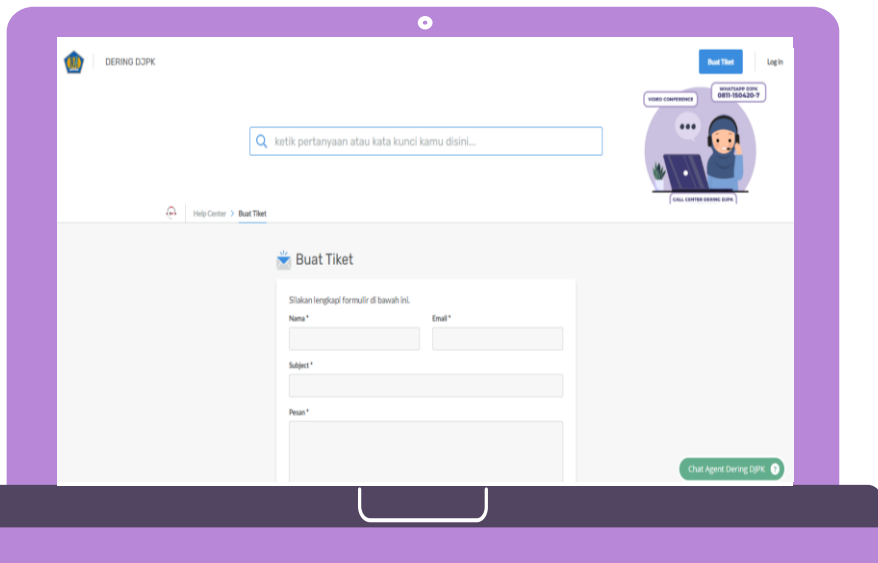 DERING DJPK
Buat Tiket
Log in
WHATSAPP ZOPK
0811-150420-7
VIDEO CONFERENCE
ketik pertanyaan atau kata kunci kamu disini...
CALL CENTER DERING DJPK
Help Center > Buat Tiket
Buat Tiket
Silakan lengkapi formulir di bawah ini.
Nama *
Email *
Subject *
Pesan *
Chat Agent Dering DJPK ?